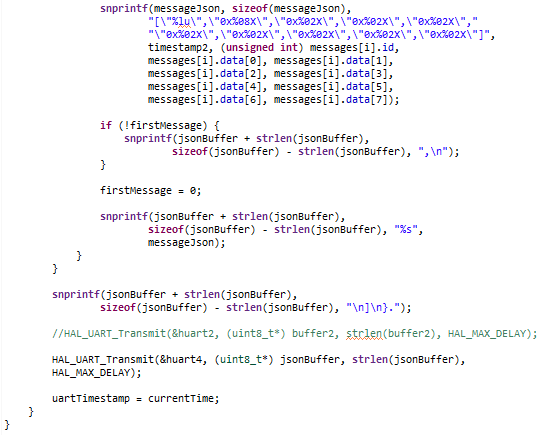 snprintf(messageJson, sizeof(messageJson),
"[\"%lu\",\"0x%08X\",\"0x%02X\",\"0x%02X\",\"0x%02X\","
"\"0x%02X\",\"0x%02X\",\"0x%02X\",\"0x%02X\",\"0x%02X\"]",
timestamp2, (unsigned int) messages[i].id,
messages[i].data[0], messages[i].data[1],
messages[i].data[2], messages[i].data[3],
messages[i].data[4], messages[i].data[5],
messages[i].data[6], messages[i].data[7]);
if (!firstMessage) {
snprintf(jsonBuffer + strlen(jsonBuffer),
sizeof(jsonBuffer) - strlen(jsonBuffer), ",\n");
}
firstMessage = 0;
snprintf(jsonBuffer + strlen(jsonBuffer),
sizeof(jsonBuffer) - strlen(jsonBuffer), "%s",
messageJson);
}
}
snprintf(jsonBuffer + strlen(jsonBuffer),
sizeof(jsonBuffer) - strlen(jsonBuffer), "\n]\n}.");
//HAL_UART_Transmit(&huart2, (uint8_t*) buffer2, strlen(buffer2), HAL_MAX_DELAY);
HAL_UART_Transmit(&huart4, (uint8_t*) jsonBuffer, strlen(jsonBuffer),
HAL_MAX_DELAY);
uartTimestamp = currentTime;
}
}